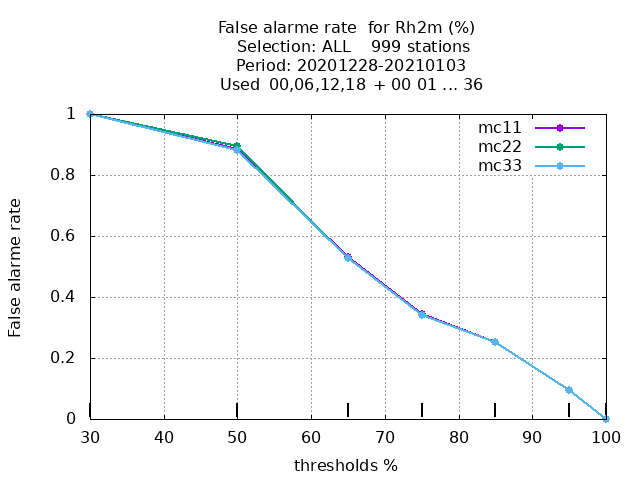 False alarme rate  for Rh2m (%)
Selection: ALL    999 stations
Period: 20201228-20210103
Used  00,06,12,18  + 00 01 ... 36
mc11
mc22
mc33
1
0.8
0.6
0.4
0.2
0
False alarme rate
30 40 50 60 70 80 90 100
thresholds %